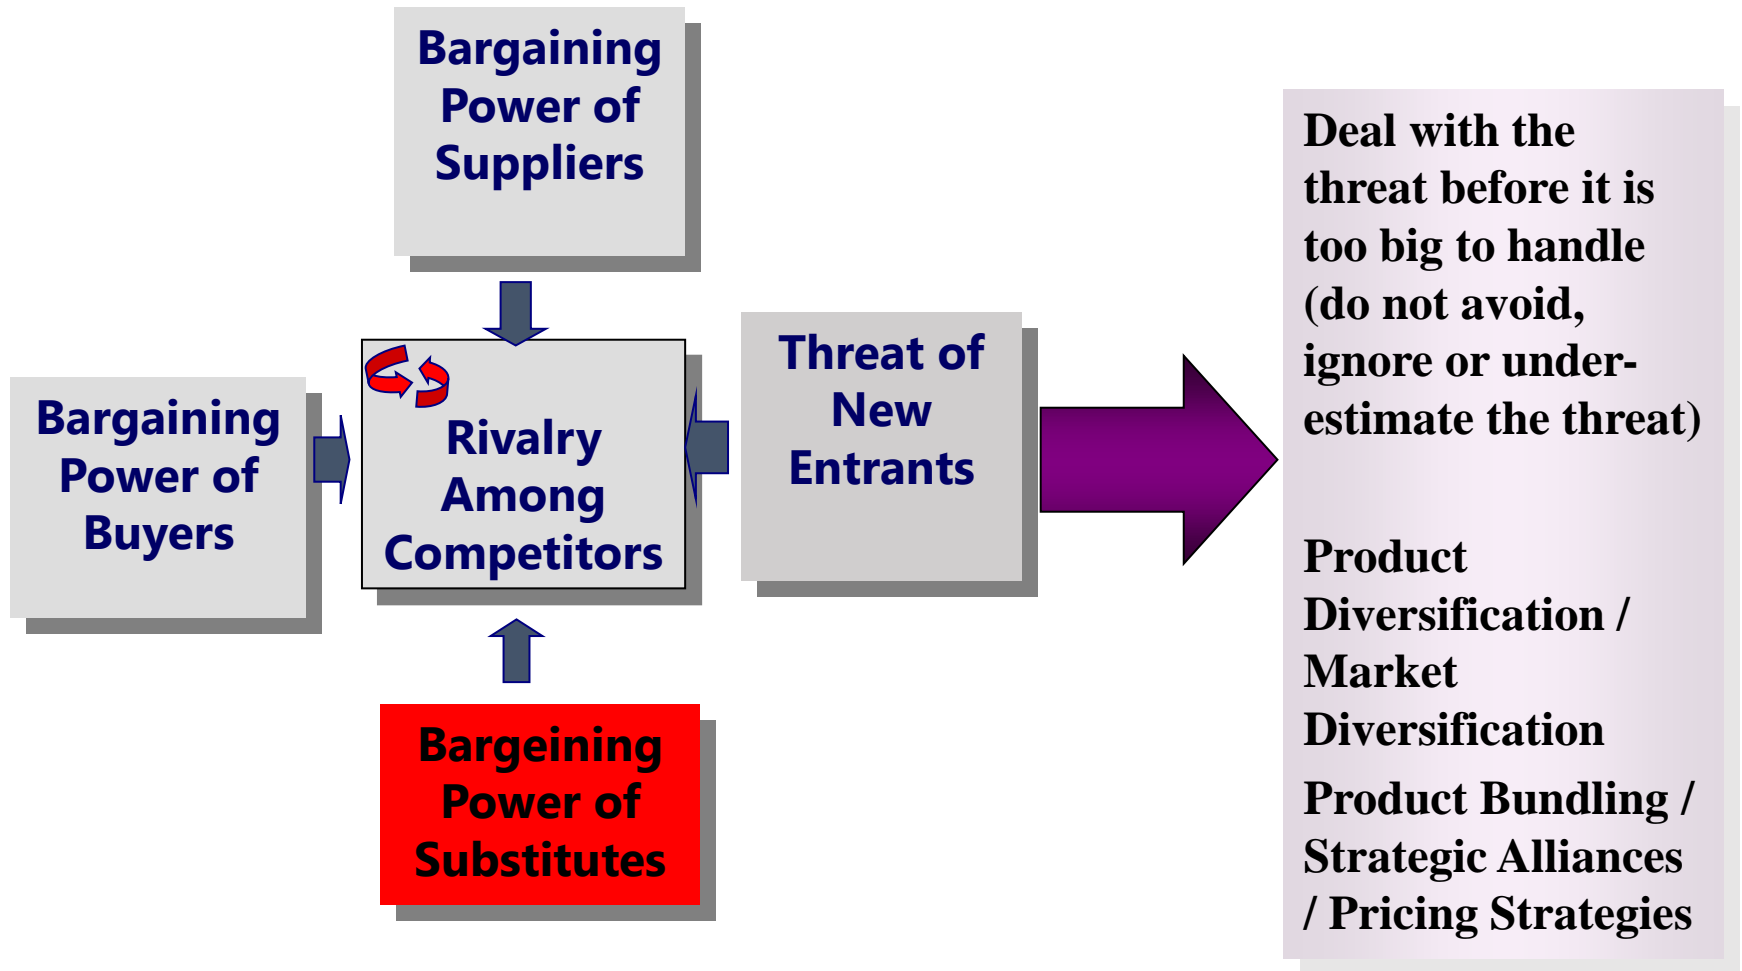 Bargaining
Power of
Suppliers
Bargaining
Power of
Buyers
Rivalry
Among
Competitors
Threat of
New
Entrants
Bargeining
Power of
Substitutes
Deal with the
threat before it is
too big to handle
(do not avoid,
ignore or under-
estimate the threat)
Product
Diversification /
Market
Diversification
Product Bundling /
Strategic Alliances
/ Pricing Strategies